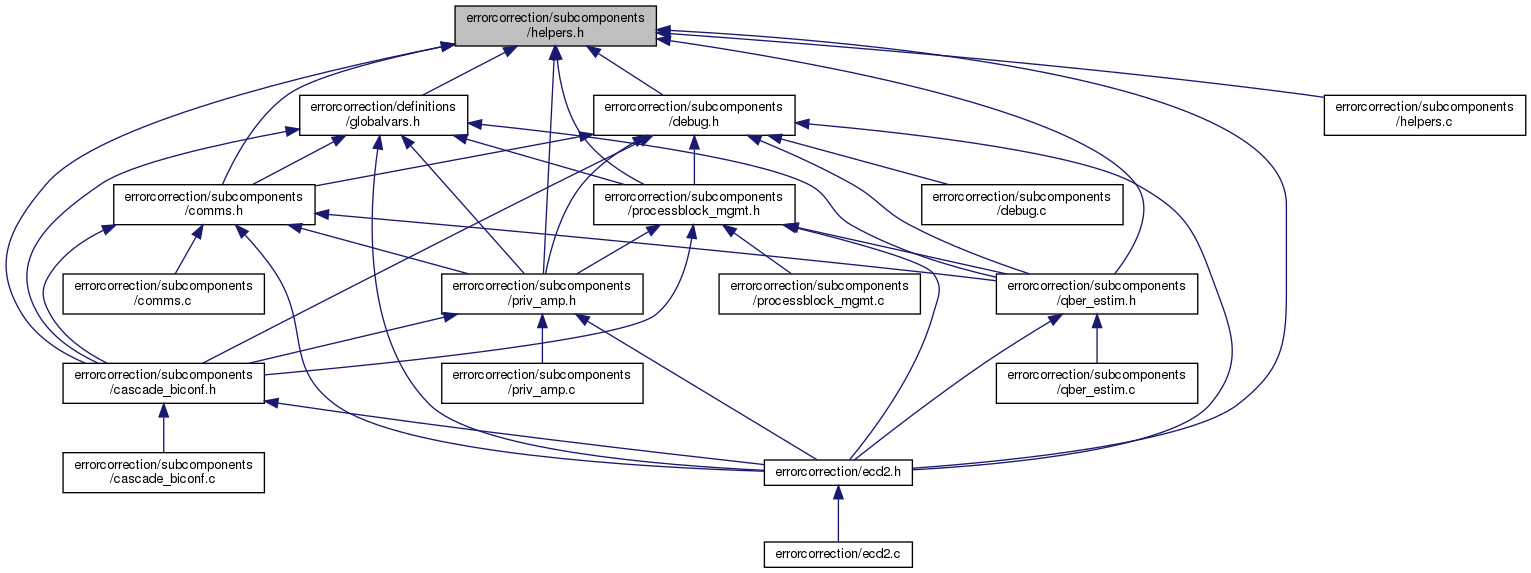 errorcorrection/subcomponents
/helpers.h
errorcorrection/definitions
/globalvars.h
errorcorrection/subcomponents
/debug.h
errorcorrection/subcomponents
/helpers.c
errorcorrection/subcomponents
/comms.h
errorcorrection/subcomponents
/processblock_mgmt.h
errorcorrection/subcomponents
/debug.c
errorcorrection/subcomponents
/comms.c
errorcorrection/subcomponents
/priv_amp.h
errorcorrection/subcomponents
/processblock_mgmt.c
errorcorrection/subcomponents
/qber_estim.h
errorcorrection/subcomponents
/cascade_biconf.h
errorcorrection/subcomponents
/priv_amp.c
errorcorrection/subcomponents
/qber_estim.c
errorcorrection/subcomponents
/cascade_biconf.c
errorcorrection/ecd2.h
errorcorrection/ecd2.c